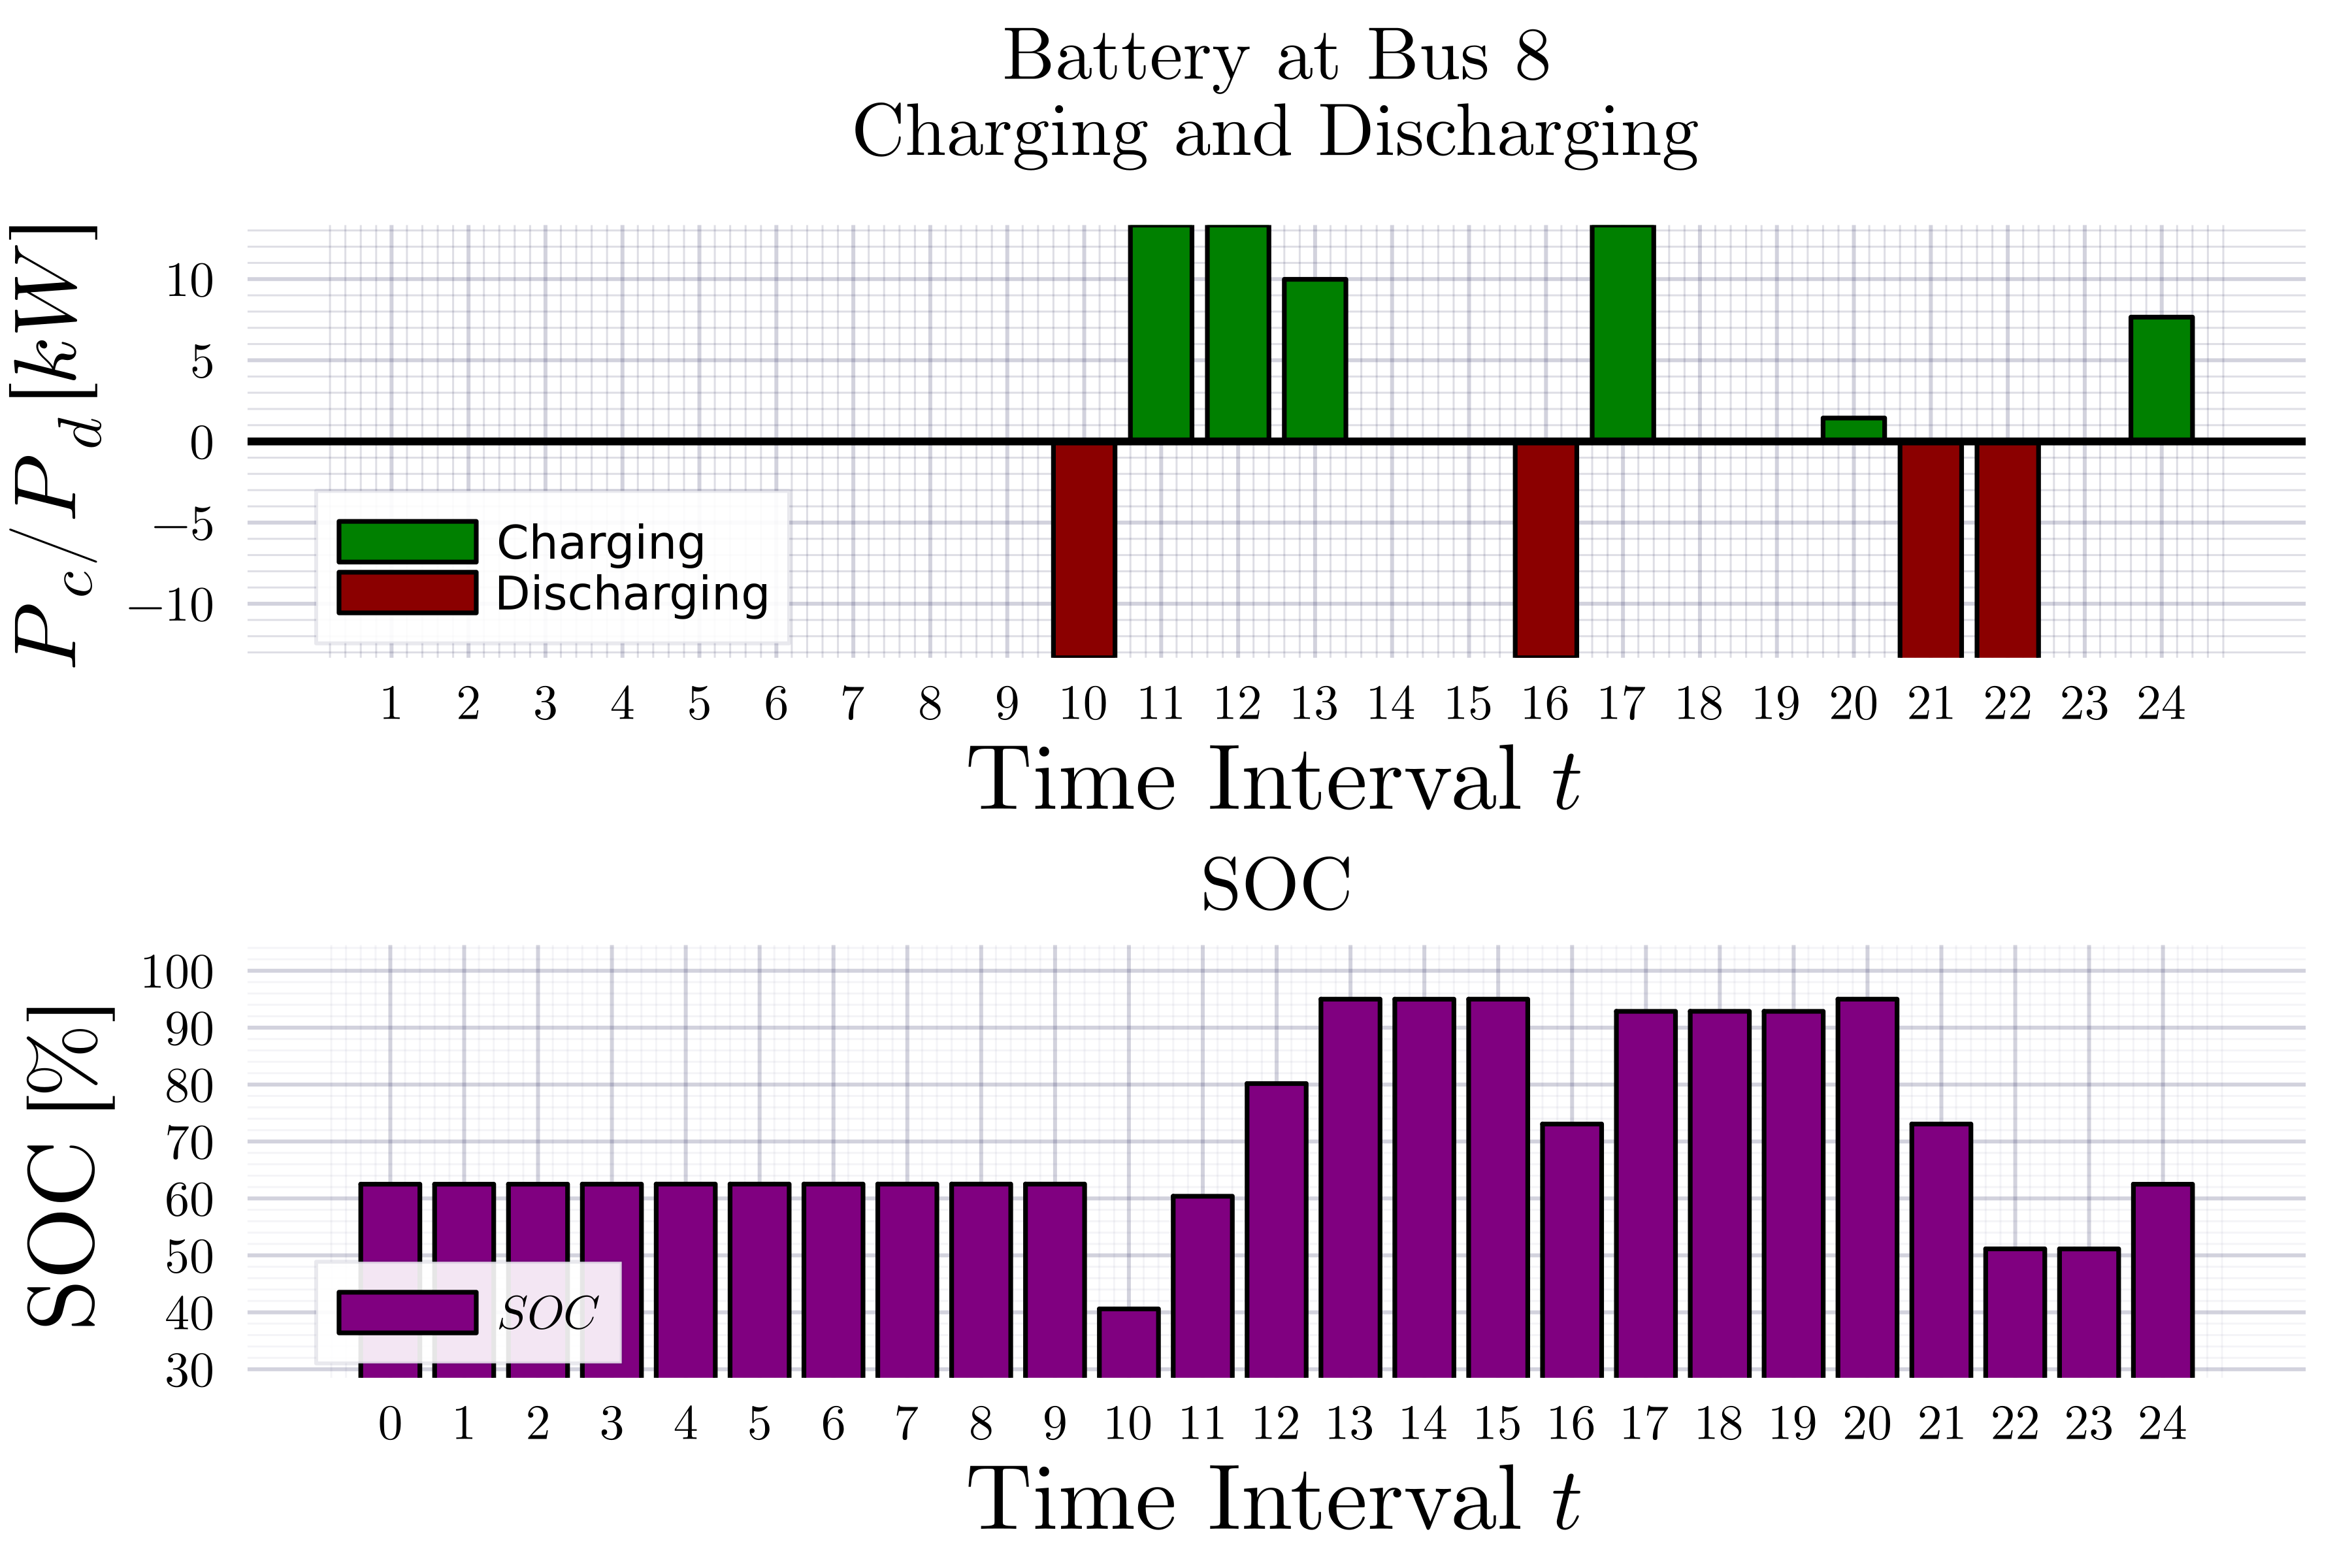 Battery at Bus 8
Charging and Discharging
P_c/P_d [kW]
10
5
0
−5
−10
Charging
Discharging
1 2 3 4 5 6 7 8 9 10 11 12 13 14 15 16 17 18 19 20 21 22 23 24
Time Interval t
SOC
SOC [%]
100
90
80
70
60
50
40
30
SOC
0 1 2 3 4 5 6 7 8 9 10 11 12 13 14 15 16 17 18 19 20 21 22 23 24
Time Interval t